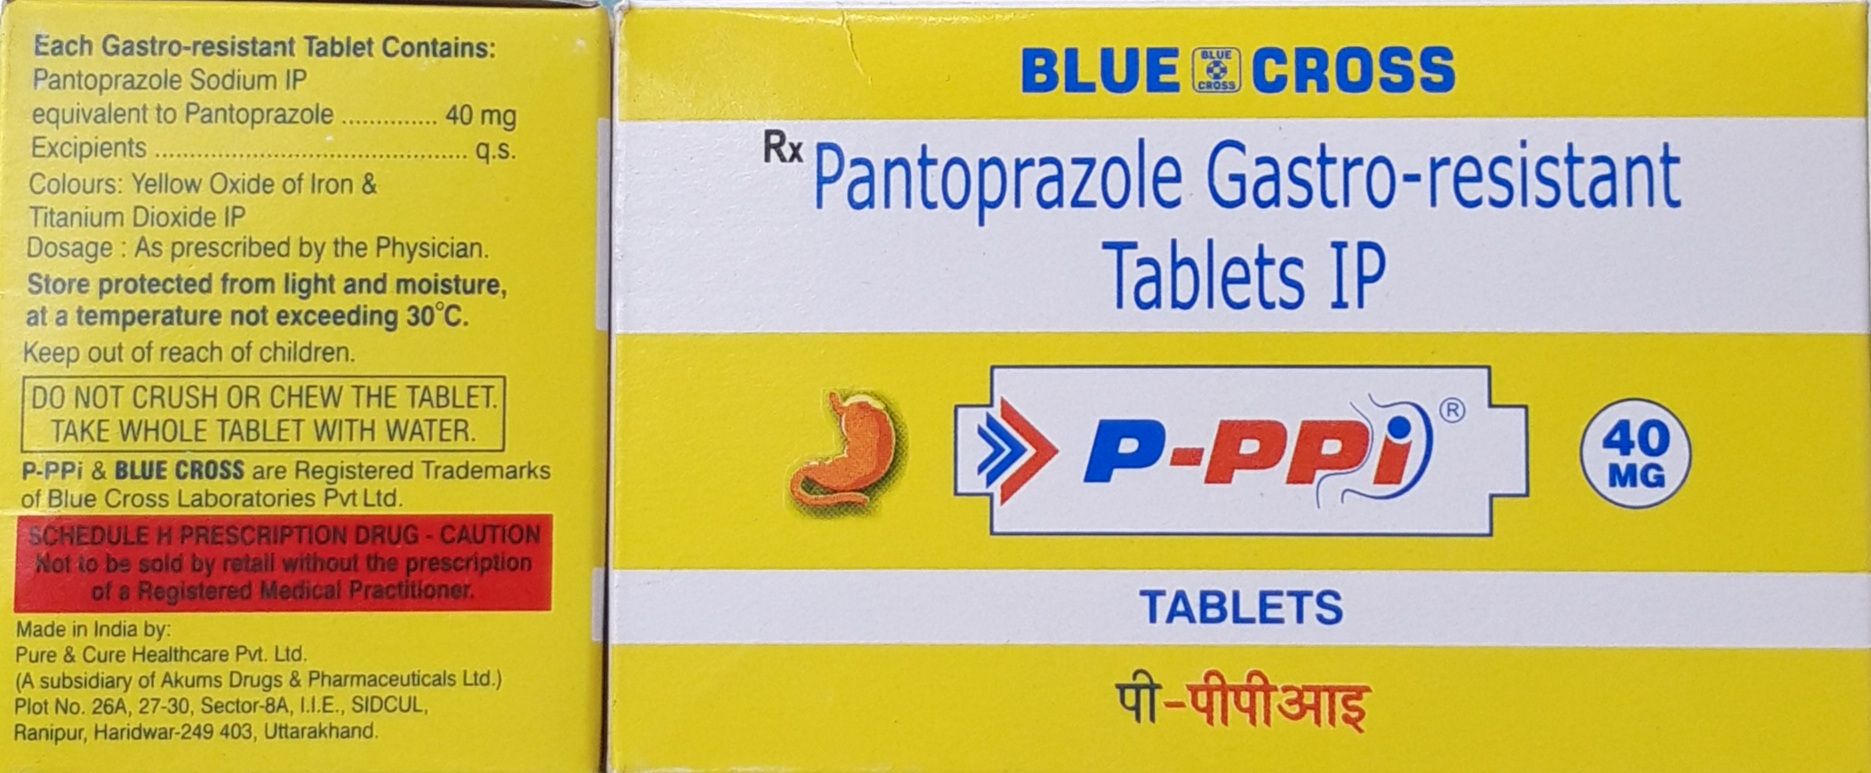 Each Gastro-resistant Tablet Contains:
Pantoprazole Sodium IP
equivalent to Pantoprazole .............. 40 mg
Excipients ............................................. q.s.
Colours: Yellow Oxide of Iron &
Titanium Dioxide IP
Dosage : As prescribed by the Physician.
Store protected from light and moisture,
at a temperature not exceeding 30°C.
Keep out of reach of children.
DO NOT CRUSH OR CHEW THE TABLET.
TAKE WHOLE TABLET WITH WATER.
P-PPi & BLUE CROSS are Registered Trademarks
of Blue Cross Laboratories Pvt Ltd.
SCHEDULE H PRESCRIPTION DRUG - CAUTION
Not to be sold by retail without the prescription
of a Registered Medical Practitioner.
Made in India by:
Pure & Cure Healthcare Pvt. Ltd.
(A subsidiary of Akums Drugs & Pharmaceuticals Ltd.)
Plot No. 26A, 27-30, Sector-8A, I.I.E., SIDCUL,
Ranipur, Haridwar-249 403, Uttarakhand.
BLUE BLUE CROSS CROSS
Rx Pantoprazole Gastro-resistant
Tablets IP
P-PPi ®
40
MG
TABLETS
पी-पीपीआइ